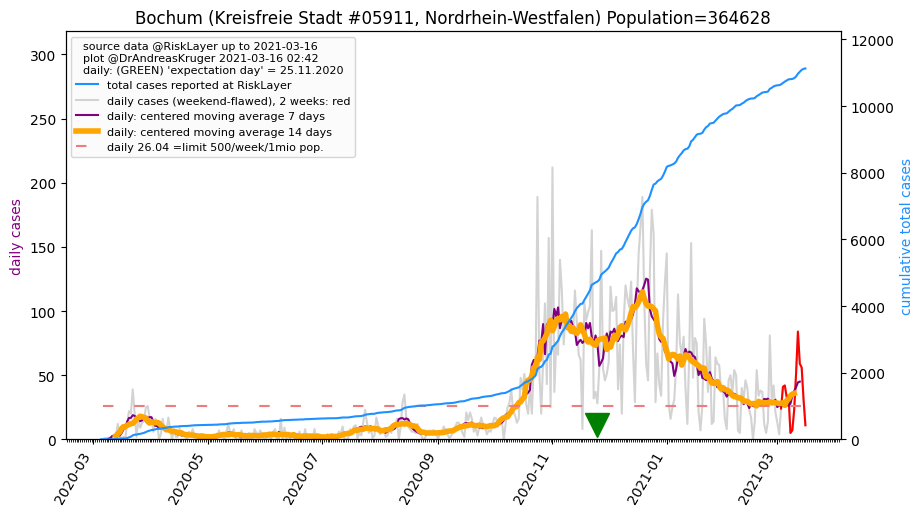 Bochum (Kreisfreie Stadt #05911, Nordrhein-Westfalen) Population=364628
source data @RiskLayer up to 2021-03-16
plot @DrAndreasKruger 2021-03-16 02:42
daily: (GREEN) 'expectation day' = 25.11.2020
total cases reported at RiskLayer
daily cases (weekend-flawed), 2 weeks: red
daily: centered moving average 7 days
daily: centered moving average 14 days
daily 26.04 =limit 500/week/1mio pop.
daily cases
300
250
200
150
100
50
0
cumulative total cases
12000
10000
8000
6000
4000
2000
0
2020-03
2020-05
2020-07
2020-09
2020-11
2021-01
2021-03